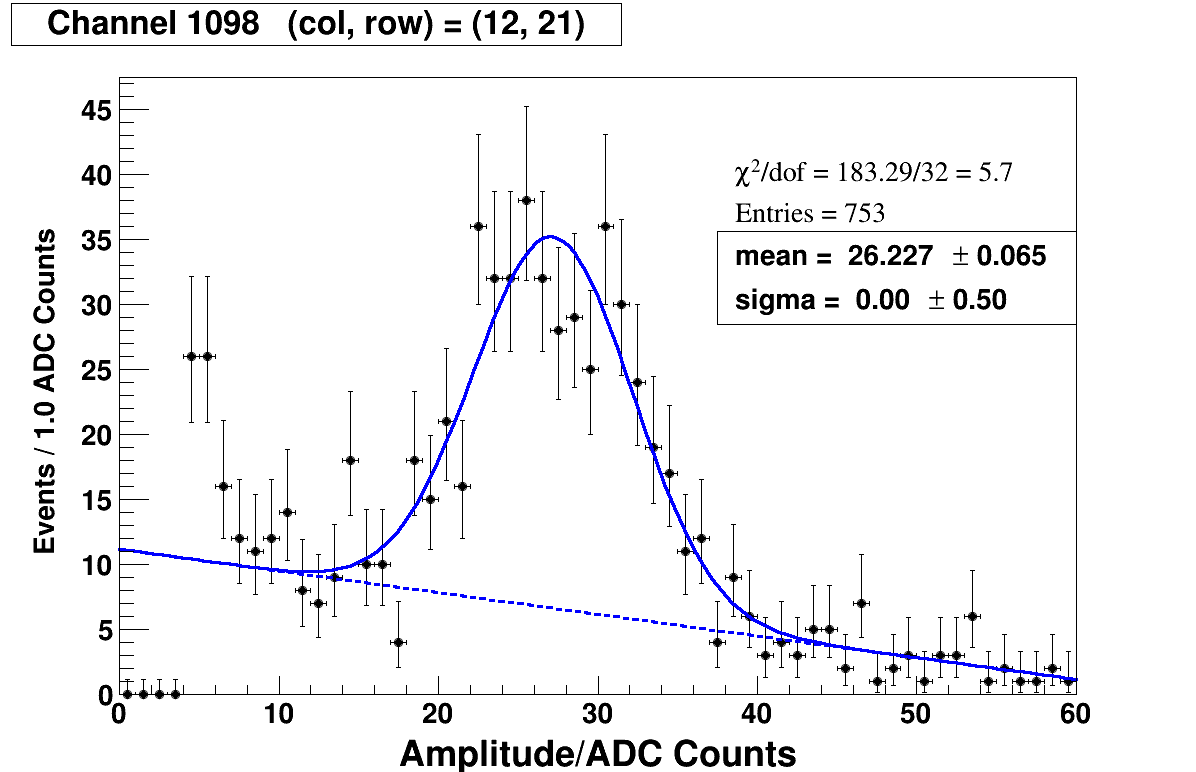 Channel 1098 (col, row) = (12, 21)
45
40
35
30
25
20
15
10
5
0
Events / 1.0 ADC Counts
χ²/dof = 183.29/32 = 5.7
Entries = 753
mean = 26.227 ± 0.065
sigma = 0.00 ± 0.50
0 10 20 30 40 50 60
Amplitude/ADC Counts